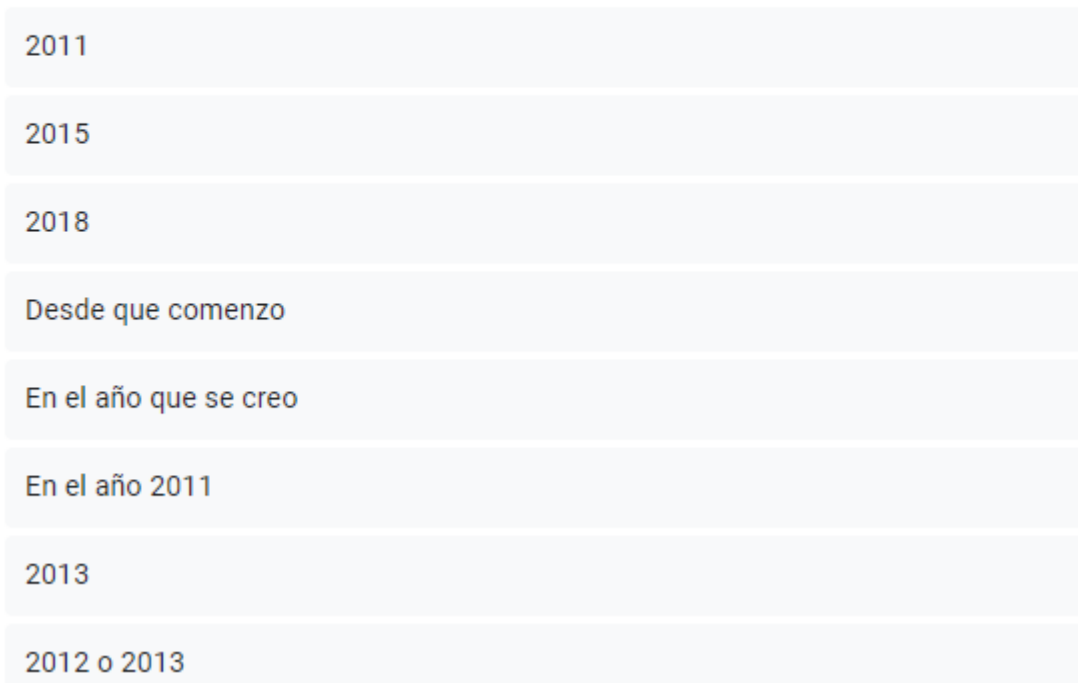 2011
2015
2018
Desde que comenzo
En el año que se creo
En el año 2011
2013
2012 o 2013